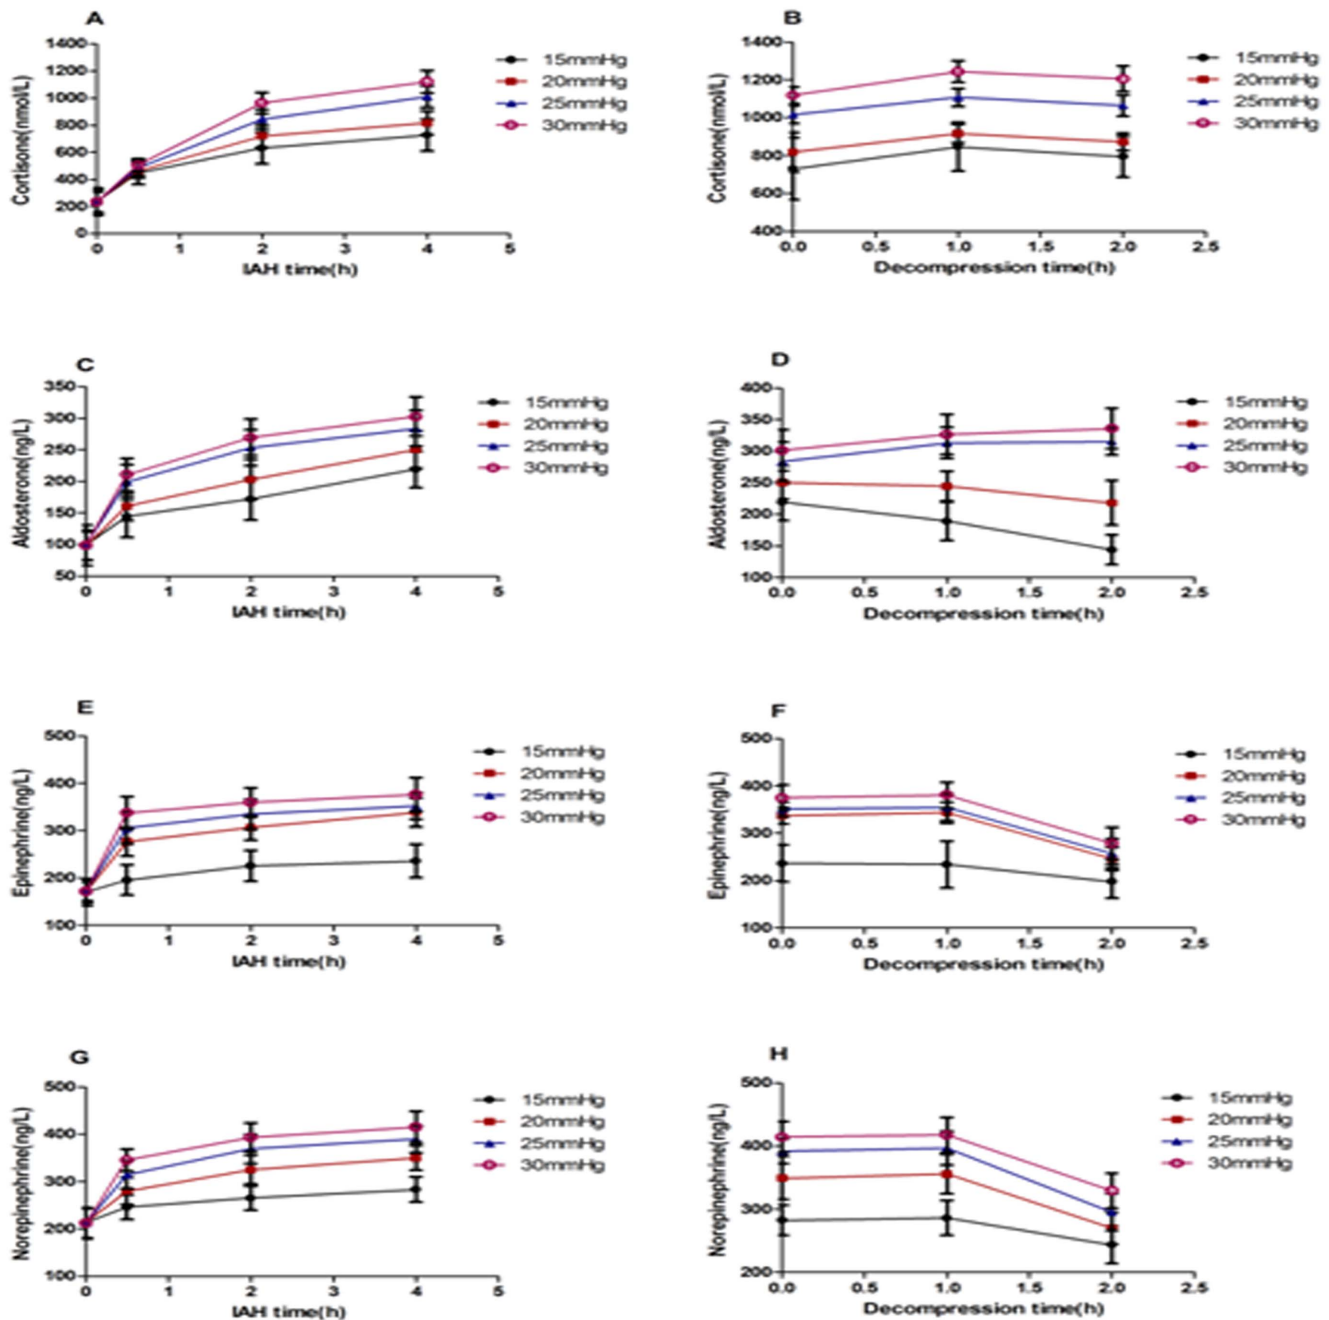 A
Cortisone(nmol/L)
1400
1200
1000
800
600
400
200
0
0 1 2 3 4 5
IAH time(h)
15mmHg
20mmHg
25mmHg
30mmHg
B
Cortisone(nmol/L)
1400
1200
1000
800
600
400
0.0 0.5 1.0 1.5 2.0 2.5
Decompression time(h)
15mmHg
20mmHg
25mmHg
30mmHg
C
Aldosterone(ng/L)
350
300
250
200
150
100
50
0 1 2 3 4 5
IAH time(h)
15mmHg
20mmHg
25mmHg
30mmHg
D
Aldosterone(ng/L)
400
350
300
250
200
150
100
0.0 0.5 1.0 1.5 2.0 2.5
Decompression time(h)
15mmHg
20mmHg
25mmHg
30mmHg
E
Epinephrine(ng/L)
500
400
300
200
100
0 1 2 3 4 5
IAH time(h)
15mmHg
20mmHg
25mmHg
30mmHg
F
Epinephrine(ng/L)
500
400
300
200
100
0.0 0.5 1.0 1.5 2.0 2.5
Decompression time(h)
15mmHg
20mmHg
25mmHg
30mmHg
G
Norepinephrine(ng/L)
500
400
300
200
100
0 1 2 3 4 5
IAH time(h)
15mmHg
20mmHg
25mmHg
30mmHg
H
Norepinephrine(ng/L)
500
400
300
200
0.0 0.5 1.0 1.5 2.0 2.5
Decompression time(h)
15mmHg
20mmHg
25mmHg
30mmHg